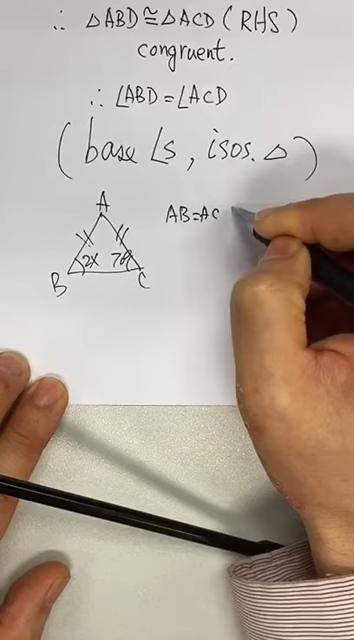 ∴ △ABD≅△ACD (RHS)
congruent.
∴ ∠ABD=∠ACD
(base ∠s, isos. △)
A
AB=AC
2x
B
C